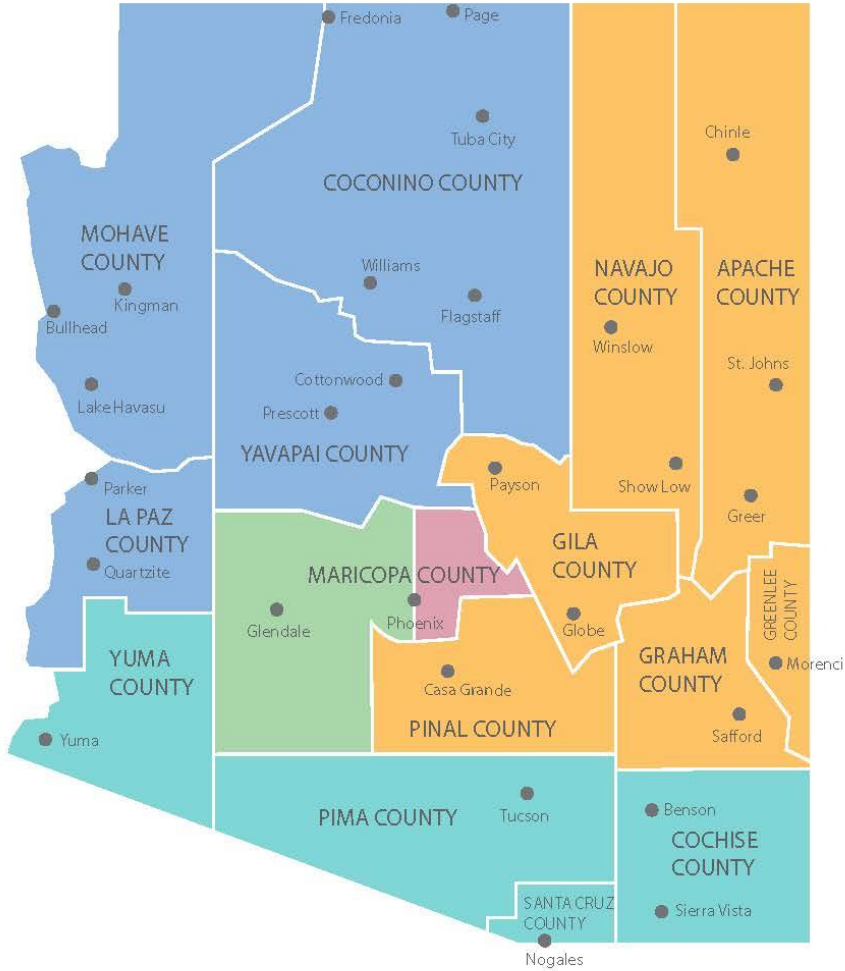 Fredonia
Page
Tuba City
Chinle
COCONINO COUNTY
MOHAVE
COUNTY
Williams
NAVAJO
COUNTY
APACHE
COUNTY
Kingman
Bullhead
Flagstaff
Winslow
St. Johns
Cottonwood
Lake Havasu
Prescott
YAVAPAI COUNTY
Parker
Payson
Show Low
Greer
LA PAZ
COUNTY
GILA
COUNTY
Quartzite
MARICOPA COUNTY
GREENLEE
COUNTY
Glendale
Phoenix
Globe
YUMA
COUNTY
GRAHAM
COUNTY
Morenci
Casa Grande
PINAL COUNTY
Safford
Yuma
PIMA COUNTY
Tucson
Benson
COCHISE
COUNTY
SANTA CRUZ
COUNTY
Sierra Vista
Nogales